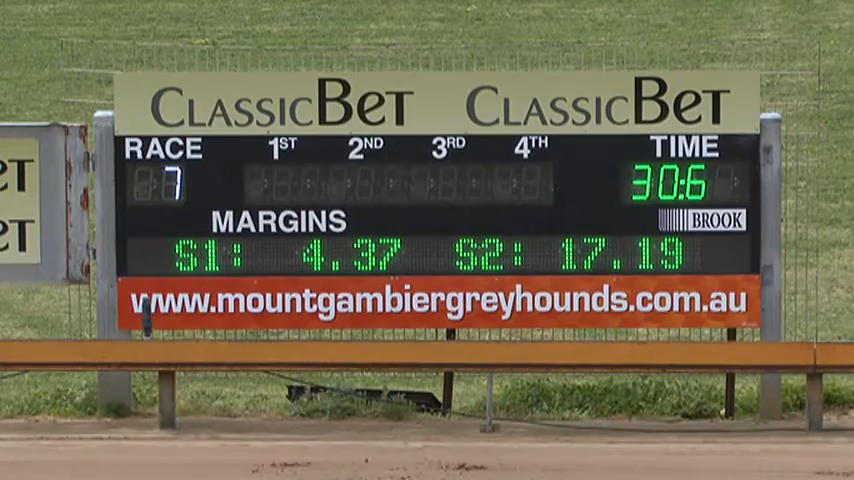 CLASSICBET CLASSICBET
RACE 1ST 2ND 3RD 4TH TIME
7 30:6
MARGINS BROOK
S1: 4.37 S2: 17.19
www.mountgambiergreyhounds.com.au
ET
ET